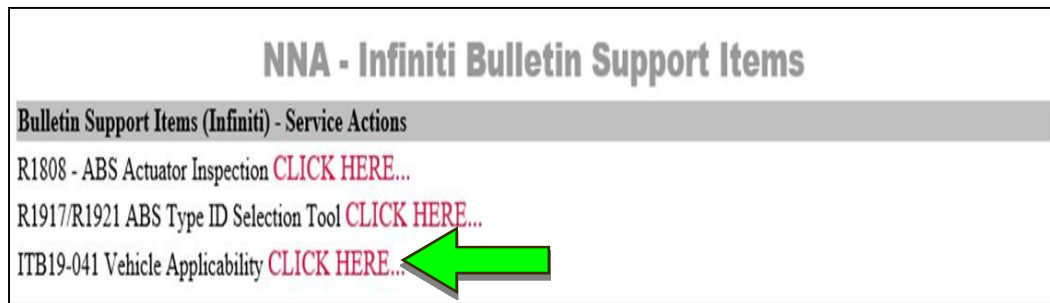 NNA - Infiniti Bulletin Support Items
Bulletin Support Items (Infiniti) - Service Actions
R1808 - ABS Actuator Inspection CLICK HERE...
R1917/R1921 ABS Type ID Selection Tool CLICK HERE...
ITB19-041 Vehicle Applicability CLICK HERE...